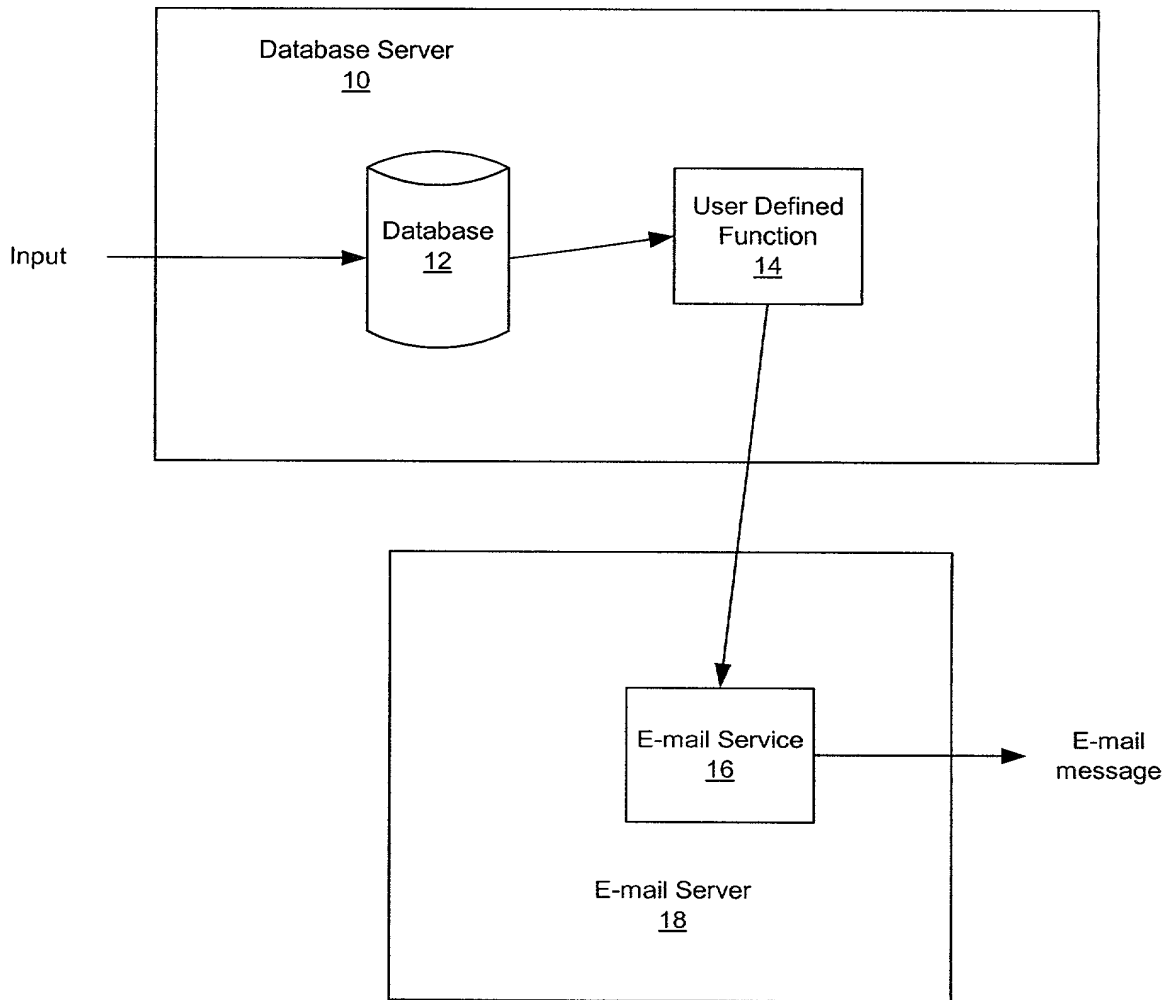 Database Server
10
Input
Database
12
User Defined
Function
14
E-mail Service
16
E-mail
message
E-mail Server
18